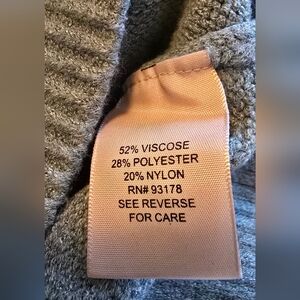 52% VISCOSE
28% POLYESTER
20% NYLON
RN# 93178
SEE REVERSE
FOR CARE